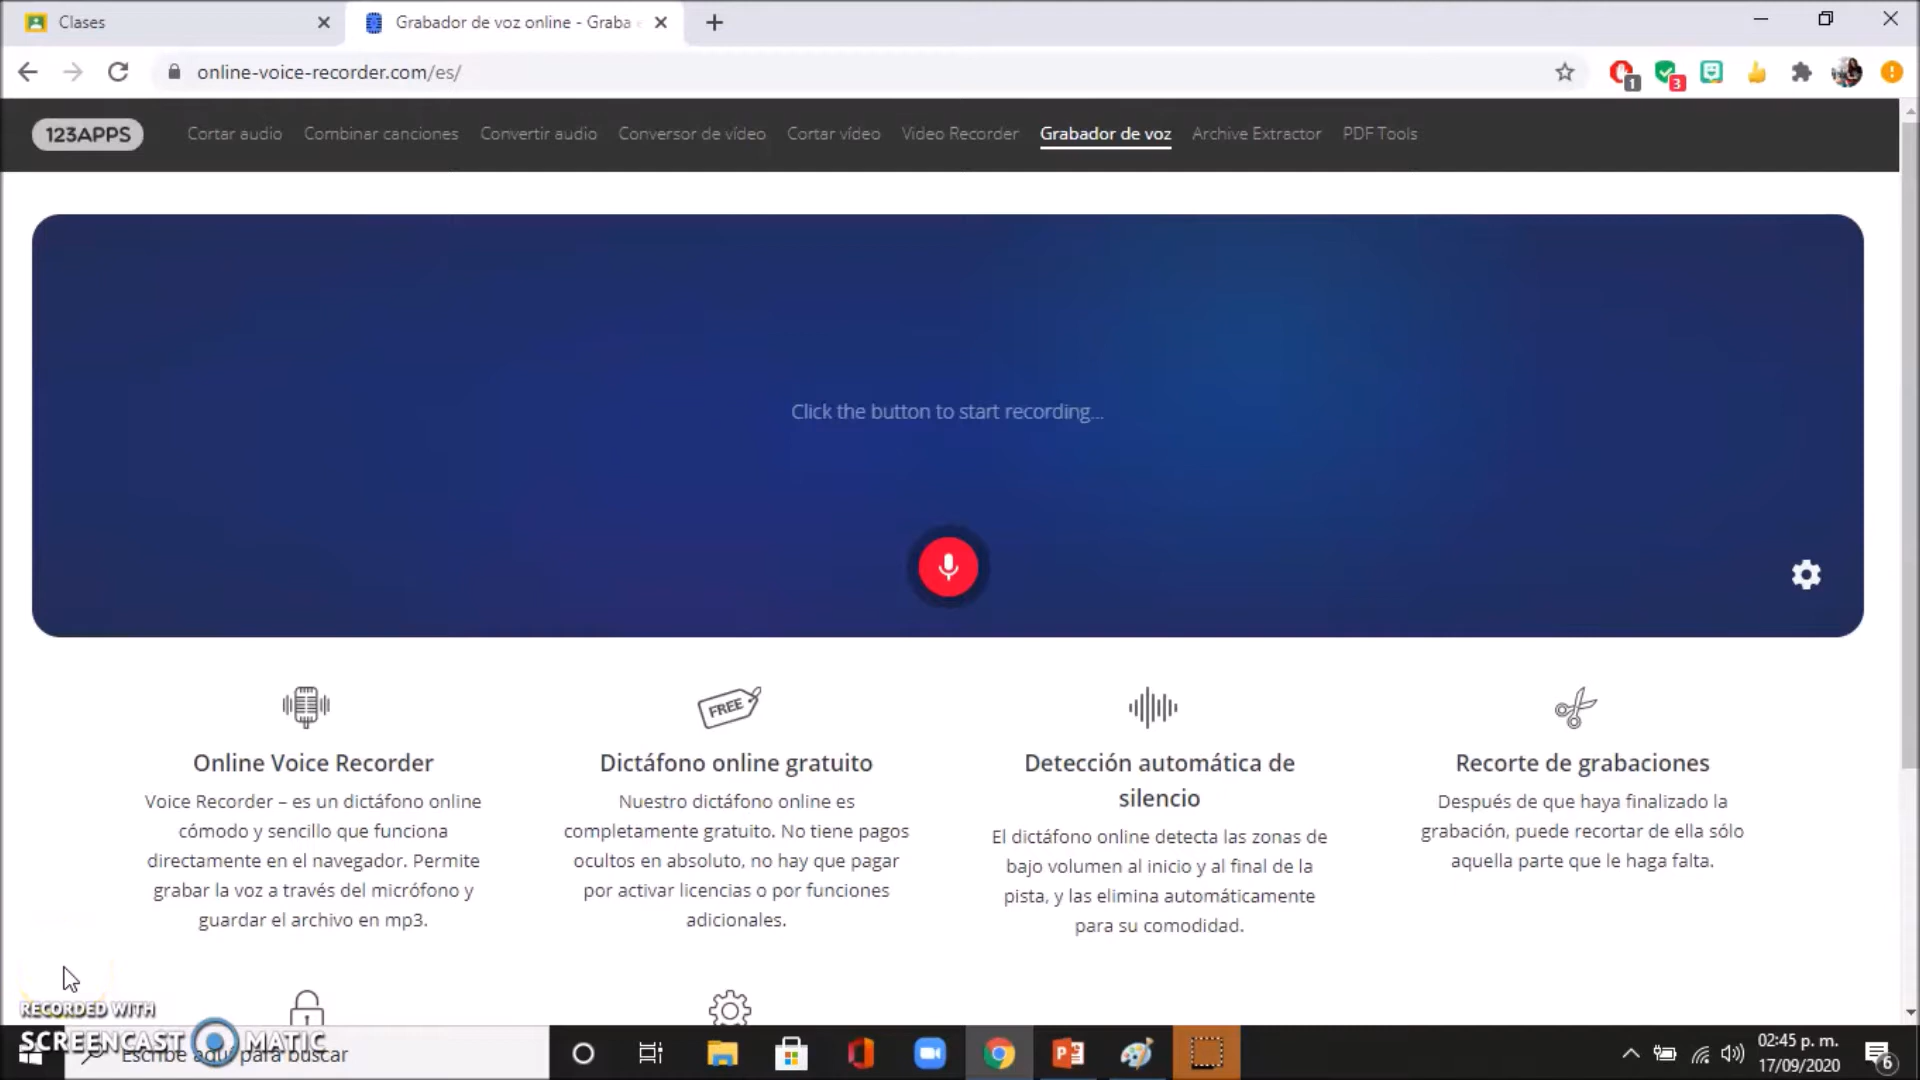 Clases
Grabador de voz online - Graba
online-voice-recorder.com/es/
1
3
123APPS
Cortar audio
Combinar canciones
Convertir audio
Conversor de vídeo
Cortar vídeo
Video Recorder
Grabador de voz
Archive Extractor
PDF Tools
Click the button to start recording...
FREE
Online Voice Recorder
Voice Recorder – es un dictáfono online
cómodo y sencillo que funciona
directamente en el navegador. Permite
grabar la voz a través del micrófono y
guardar el archivo en mp3.
Dictáfono online gratuito
Nuestro dictáfono online es
completamente gratuito. No tiene pagos
ocultos en absoluto, no hay que pagar
por activar licencias o por funciones
adicionales.
Detección automática de
silencio
El dictáfono online detecta las zonas de
bajo volumen al inicio y al final de la
pista, y las elimina automáticamente
para su comodidad.
Recorte de grabaciones
Después de que haya finalizado la
grabación, puede recortar de ella sólo
aquella parte que le haga falta.
RECORDED WITH
SCREENCAST MATIC
Escribe aquí para buscar
02:45 p. m.
17/09/2020
6